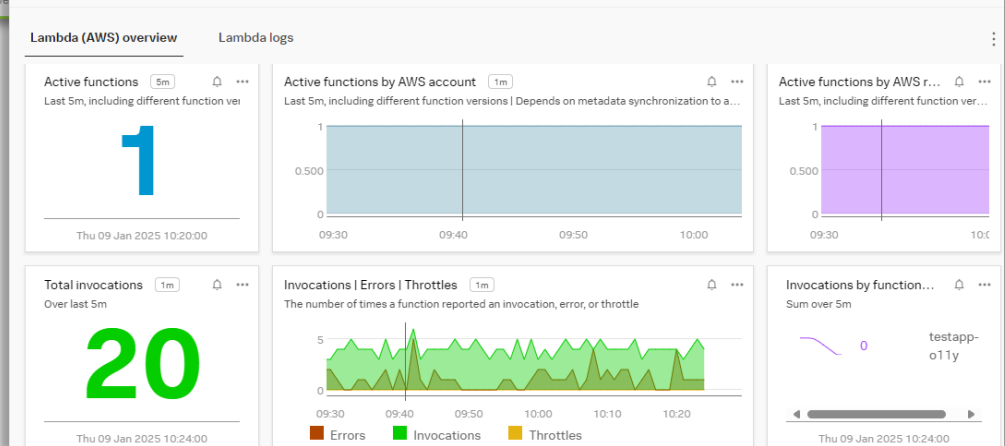 Lambda (AWS) overview
Lambda logs
Active functions 5m
Last 5m, including different function ver
1
Thu 09 Jan 2025 10:20:00
Active functions by AWS account 1m
Last 5m, including different function versions | Depends on metadata synchronization to a...
1
0.500
0
09:30 09:40 09:50 10:00
Active functions by AWS r...
Last 5m, including different function ver...
1
0.500
0
09:30
Total invocations 1m
Over last 5m
20
Thu 09 Jan 2025 10:24:00
Invocations | Errors | Throttles 1m
The number of times a function reported an invocation, error, or throttle
5
0
09:30 09:40 09:50 10:00 10:10 10:20
Errors Invocations Throttles
Invocations by function...
Sum over 5m
0
testapp-
o11y
Thu 09 Jan 2025 10:24:00